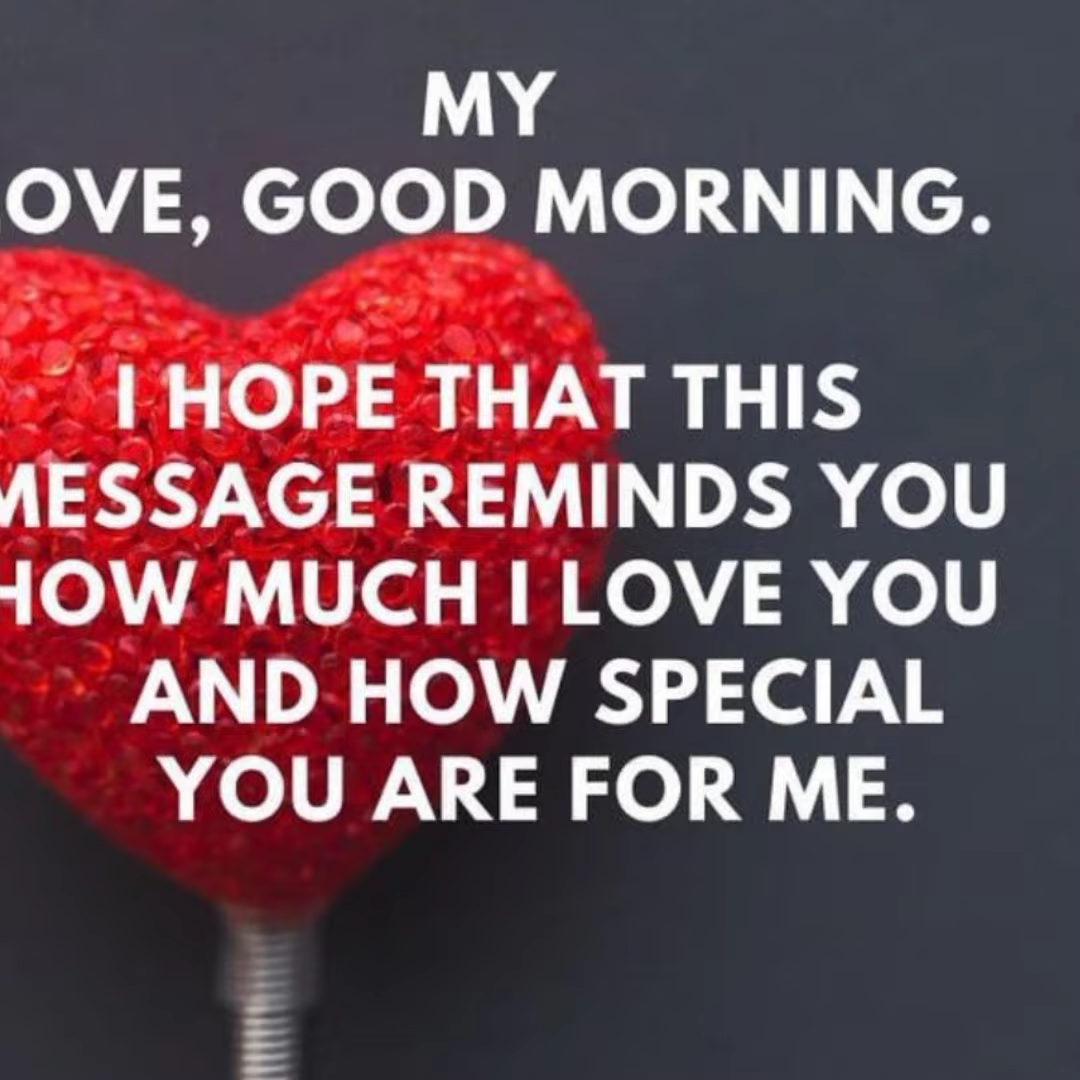 MY
LOVE, GOOD MORNING.
I HOPE THAT THIS
MESSAGE REMINDS YOU
HOW MUCH I LOVE YOU
AND HOW SPECIAL
YOU ARE FOR ME.